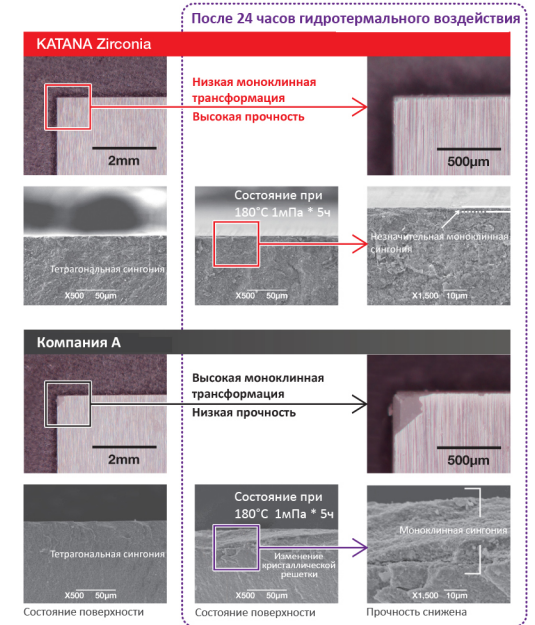 После 24 часов гидротермального воздействия
KATANA Zirconia
Низкая моноклинная
трансформация
Высокая прочность
2mm
500µm
Состояние при
180°C 1мПа * 5ч
Тетрагональная сингония
Незначительная моноклинная
сингония
X500 50µm
X500 50µm
X1,500 10µm
Компания А
Высокая моноклинная
трансформация
Низкая прочность
2mm
500µm
Состояние при
180°C 1мПа * 5ч
Тетрагональная сингония
Изменение
кристаллической
решетки
Моноклинная сингония
X500 50µm
X500 50µm
X1,500 10µm
Состояние поверхности
Состояние поверхности
Прочность снижена